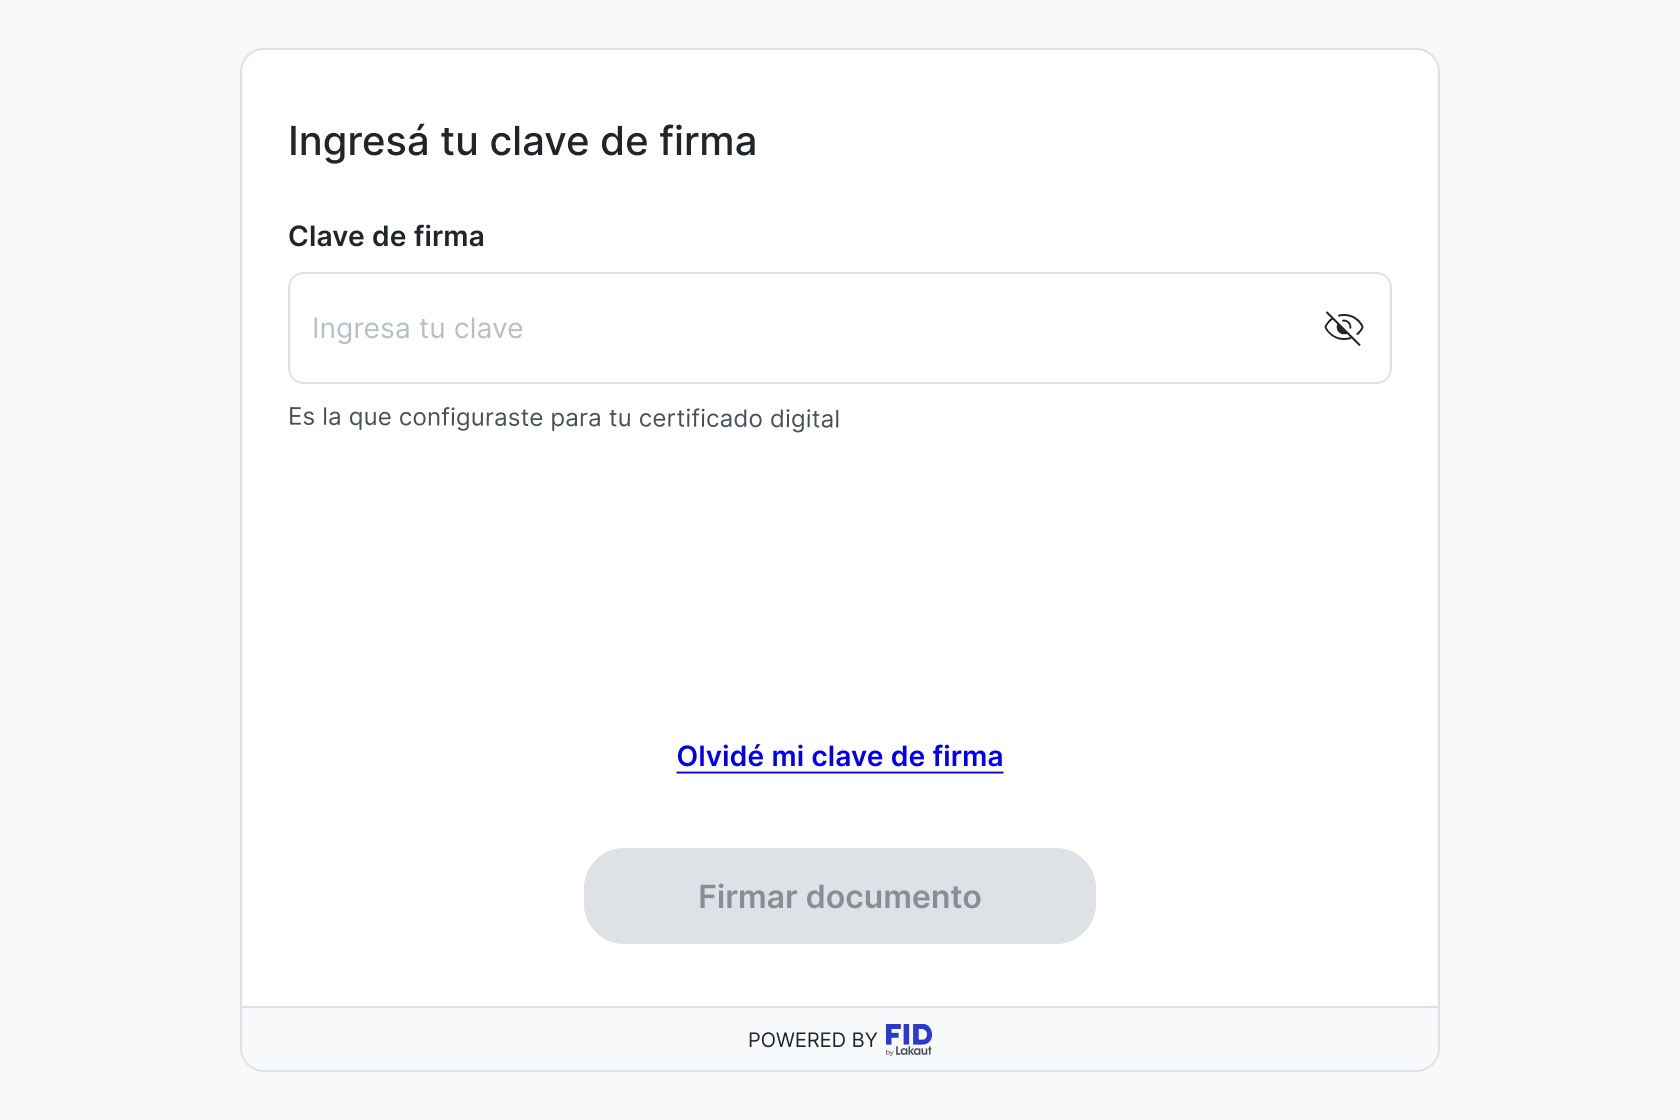 Ingresá tu clave de firma
Clave de firma
Ingresa tu clave
Es la que configuraste para tu certificado digital
Olvidé mi clave de firma
Firmar documento
POWERED BY FID
by Lakaut